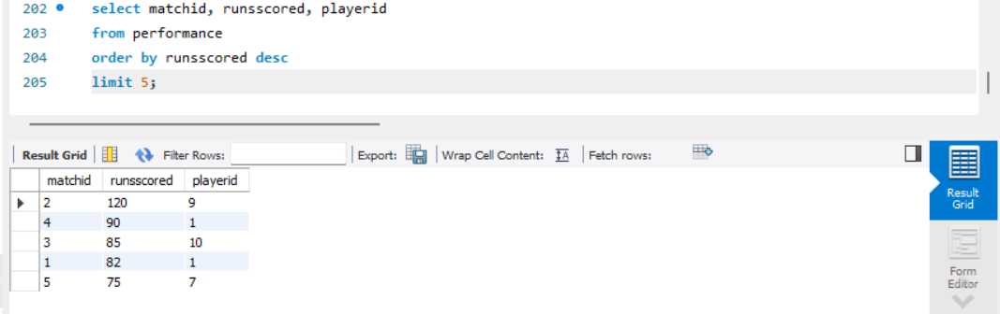 202 select matchid, runsscored, playerid
203 from performance
204 order by runsscored desc
205 limit 5;
Result Grid Filter Rows: Export: Wrap Cell Content: Fetch rows:
matchid runsscored playerid
2 120 9
4 90 1
3 85 10
1 82 1
5 75 7
Result
Grid
Form
Editor